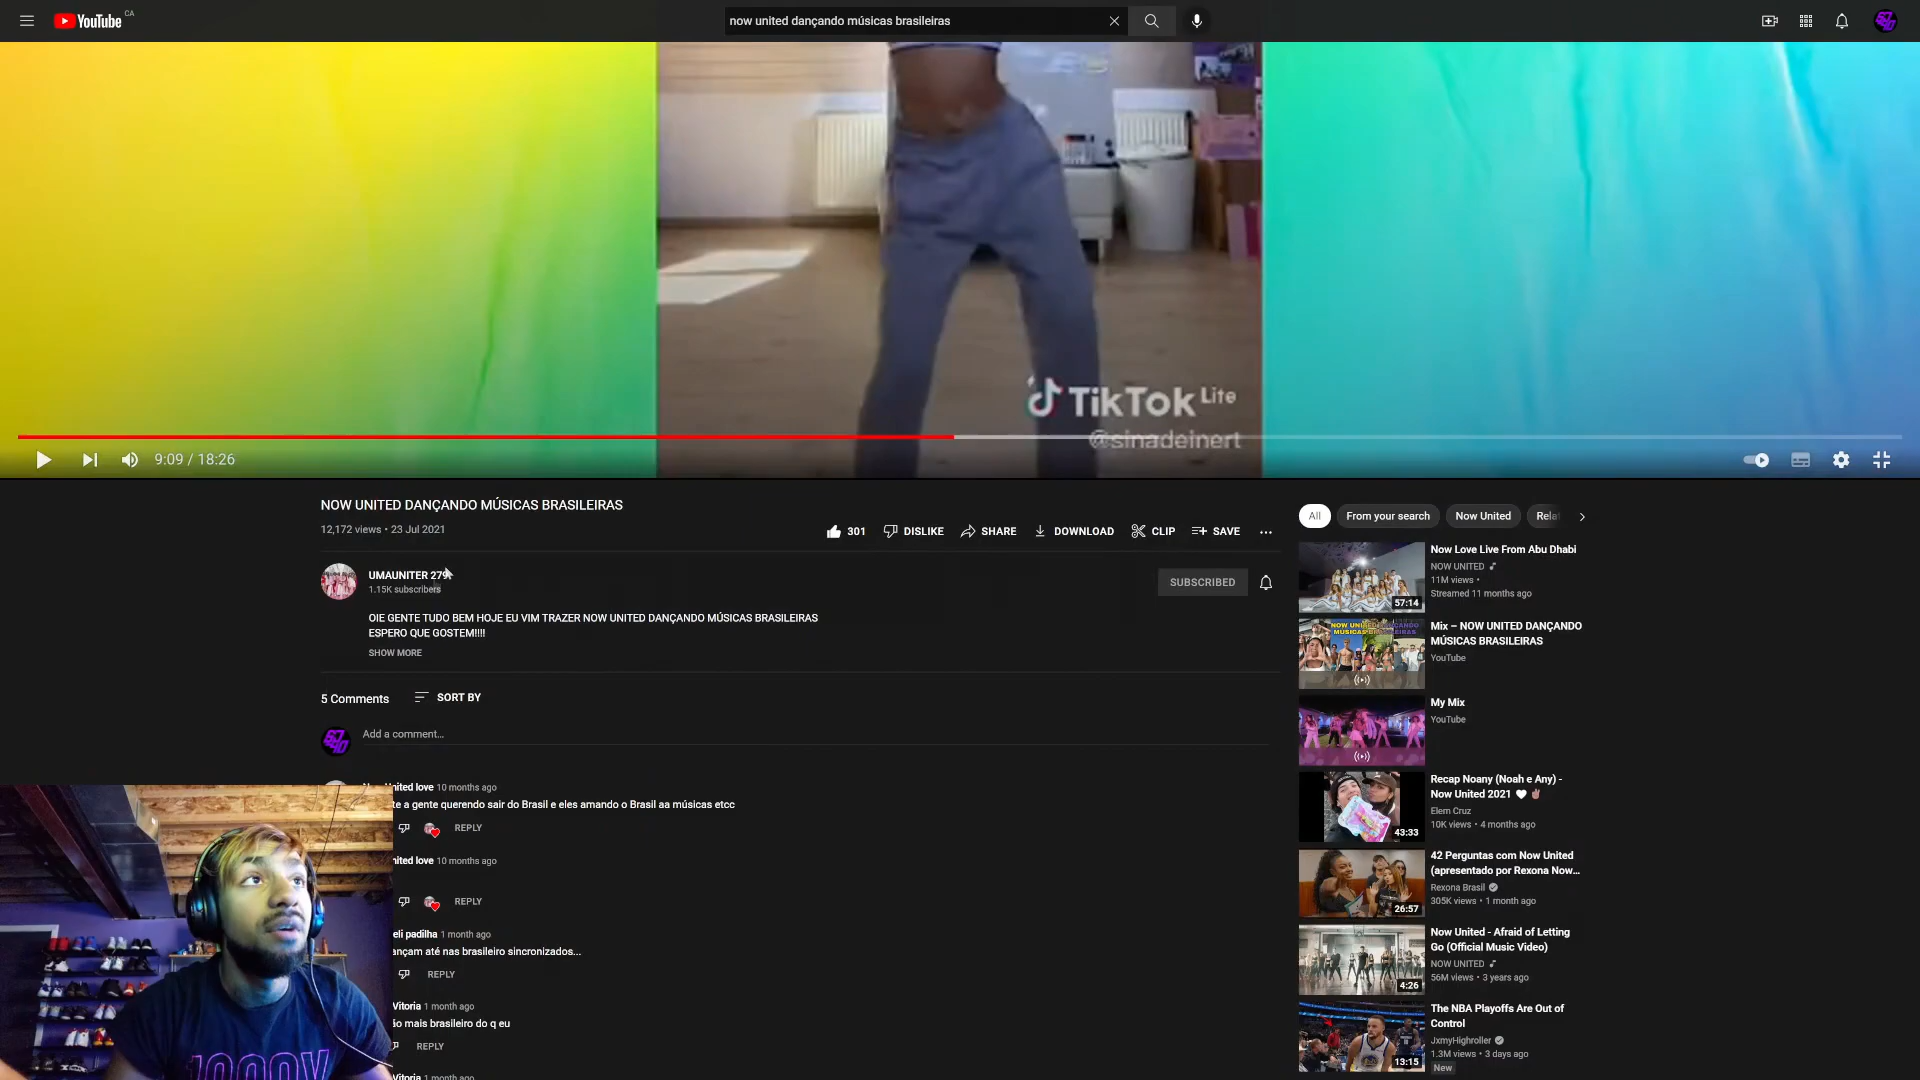 YouTube CA
now united dançando músicas brasileiras
TikTok Lite
@sinadeinert
9:09 / 18:26
NOW UNITED DANÇANDO MÚSICAS BRASILEIRAS
12,172 views • 23 Jul 2021
301 DISLIKE SHARE DOWNLOAD CLIP SAVE
UMAUNITER 279
1.15K subscribers
SUBSCRIBED
OIE GENTE TUDO BEM HOJE EU VIM TRAZER NOW UNITED DANÇANDO MÚSICAS BRASILEIRAS
ESPERO QUE GOSTEM!!!!
SHOW MORE
5 Comments SORT BY
Add a comment...
United love 10 months ago
te a gente querendo sair do Brasil e eles amando o Brasil aa músicas etcc
REPLY
nited love 10 months ago
REPLY
eli padilha 1 month ago
ançam até nas brasileiro sincronizados...
REPLY
Vitoria 1 month ago
ão mais brasileiro do q eu
REPLY
Vitoria 1 month ago
All From your search Now United Rela
57:14
Now Love Live From Abu Dhabi
NOW UNITED
11M views •
Streamed 11 months ago
Mix – NOW UNITED DANÇANDO
MÚSICAS BRASILEIRAS
YouTube
My Mix
YouTube
43:33
Recap Noany (Noah e Any) -
Now United 2021 🤍✌🏽
Elem Cruz
10K views • 4 months ago
26:57
42 Perguntas com Now United
(apresentado por Rexona Now...
Rexona Brasil
305K views • 1 month ago
4:26
Now United - Afraid of Letting
Go (Official Music Video)
NOW UNITED
56M views • 3 years ago
13:15
The NBA Playoffs Are Out of
Control
JxmyHighroller
1.3M views • 3 days ago
New